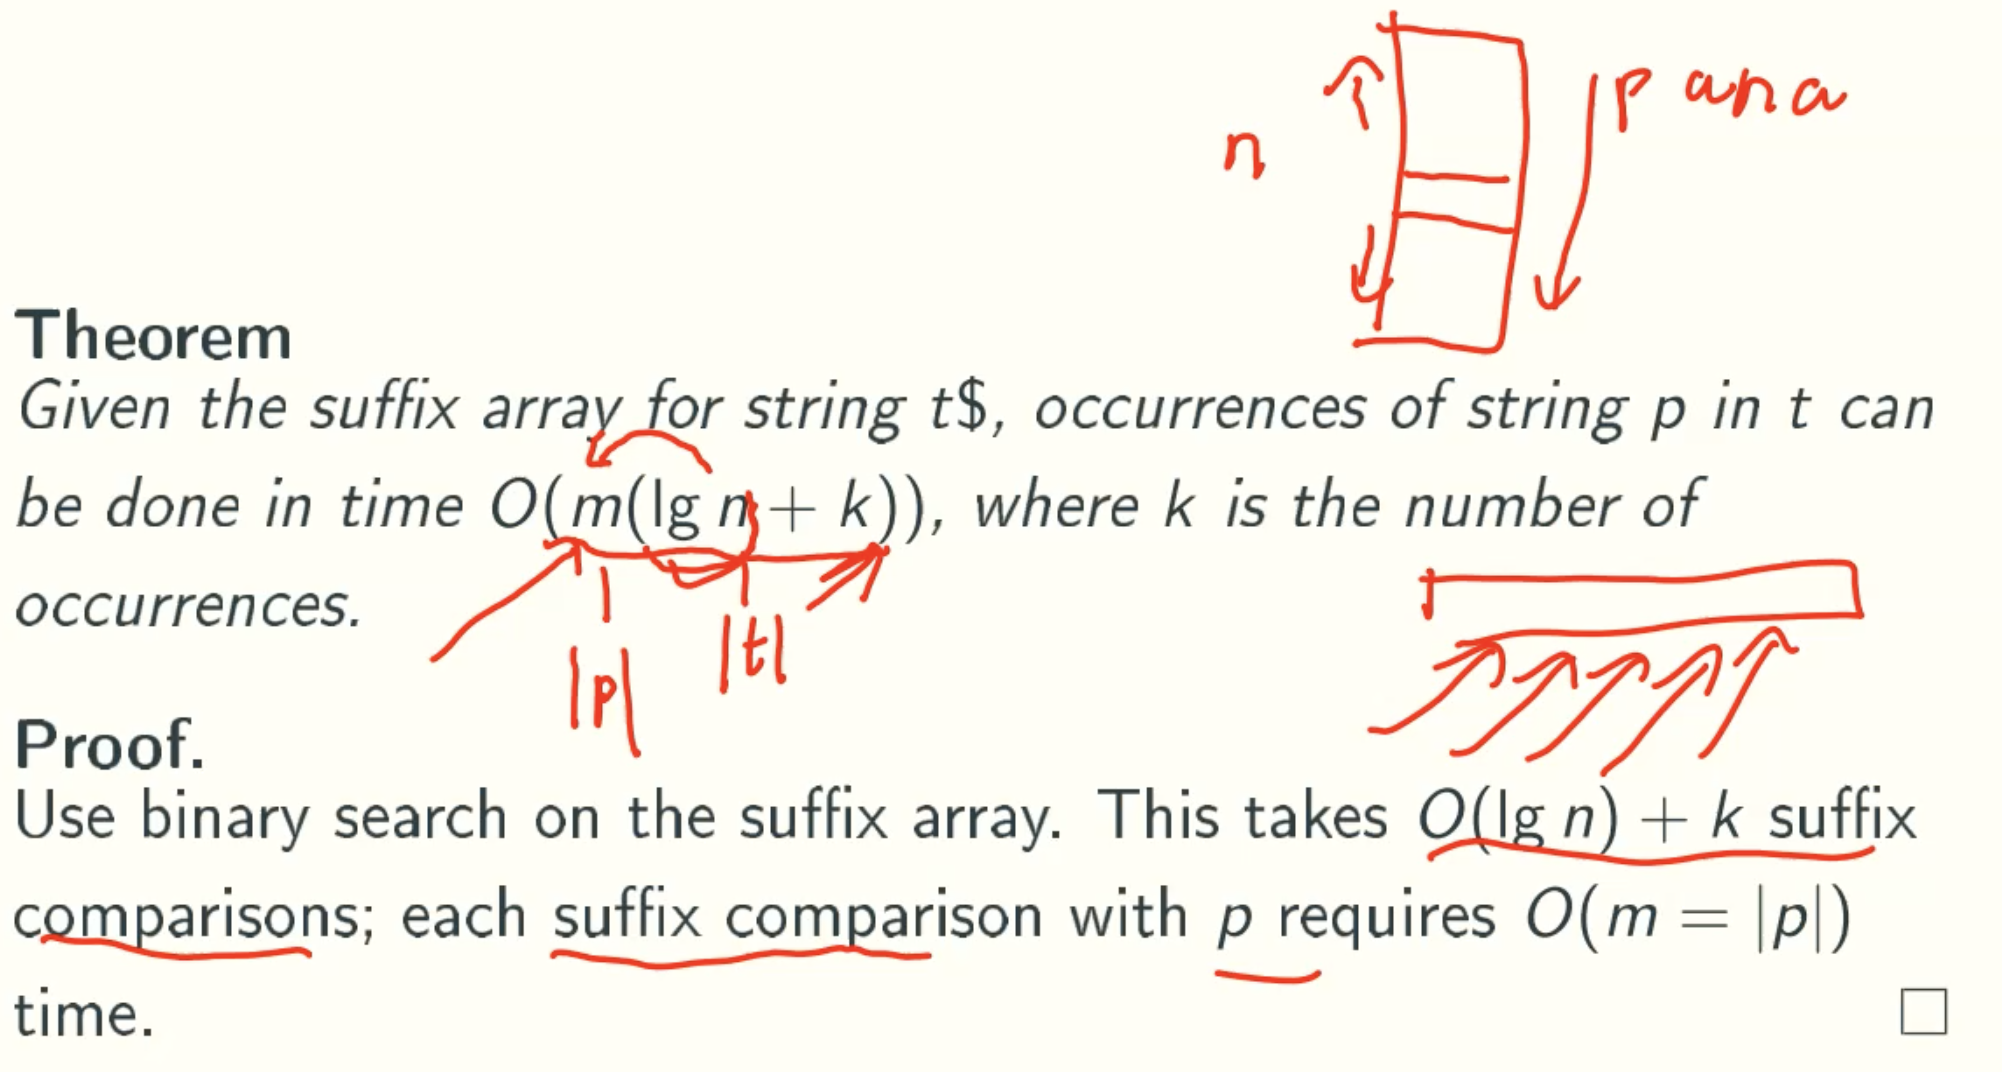 n
p ana
Theorem
Given the suffix array for string t$, occurrences of string p in t can
be done in time O(m(lg n + k)), where k is the number of
occurrences.
|p| |t|
Proof.
Use binary search on the suffix array. This takes O(lg n) + k suffix
comparisons; each suffix comparison with p requires O(m = |p|)
time. □